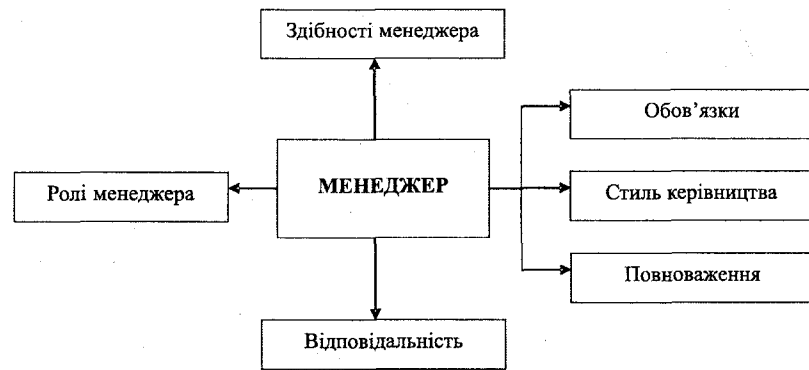 Здібності менеджера
Обов’язки
МЕНЕДЖЕР
Ролі менеджера
Стиль керівництва
Повноваження
Відповідальність